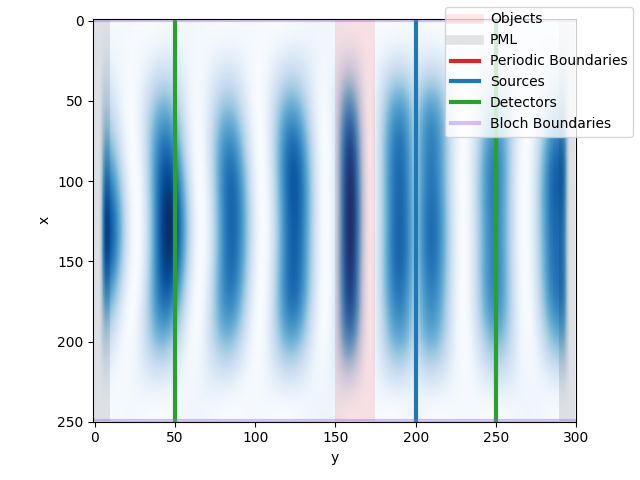 Objects
PML
Periodic Boundaries
Sources
Detectors
Bloch Boundaries
0
50
100
150
200
250
x
0 50 100 150 200 250 300
y